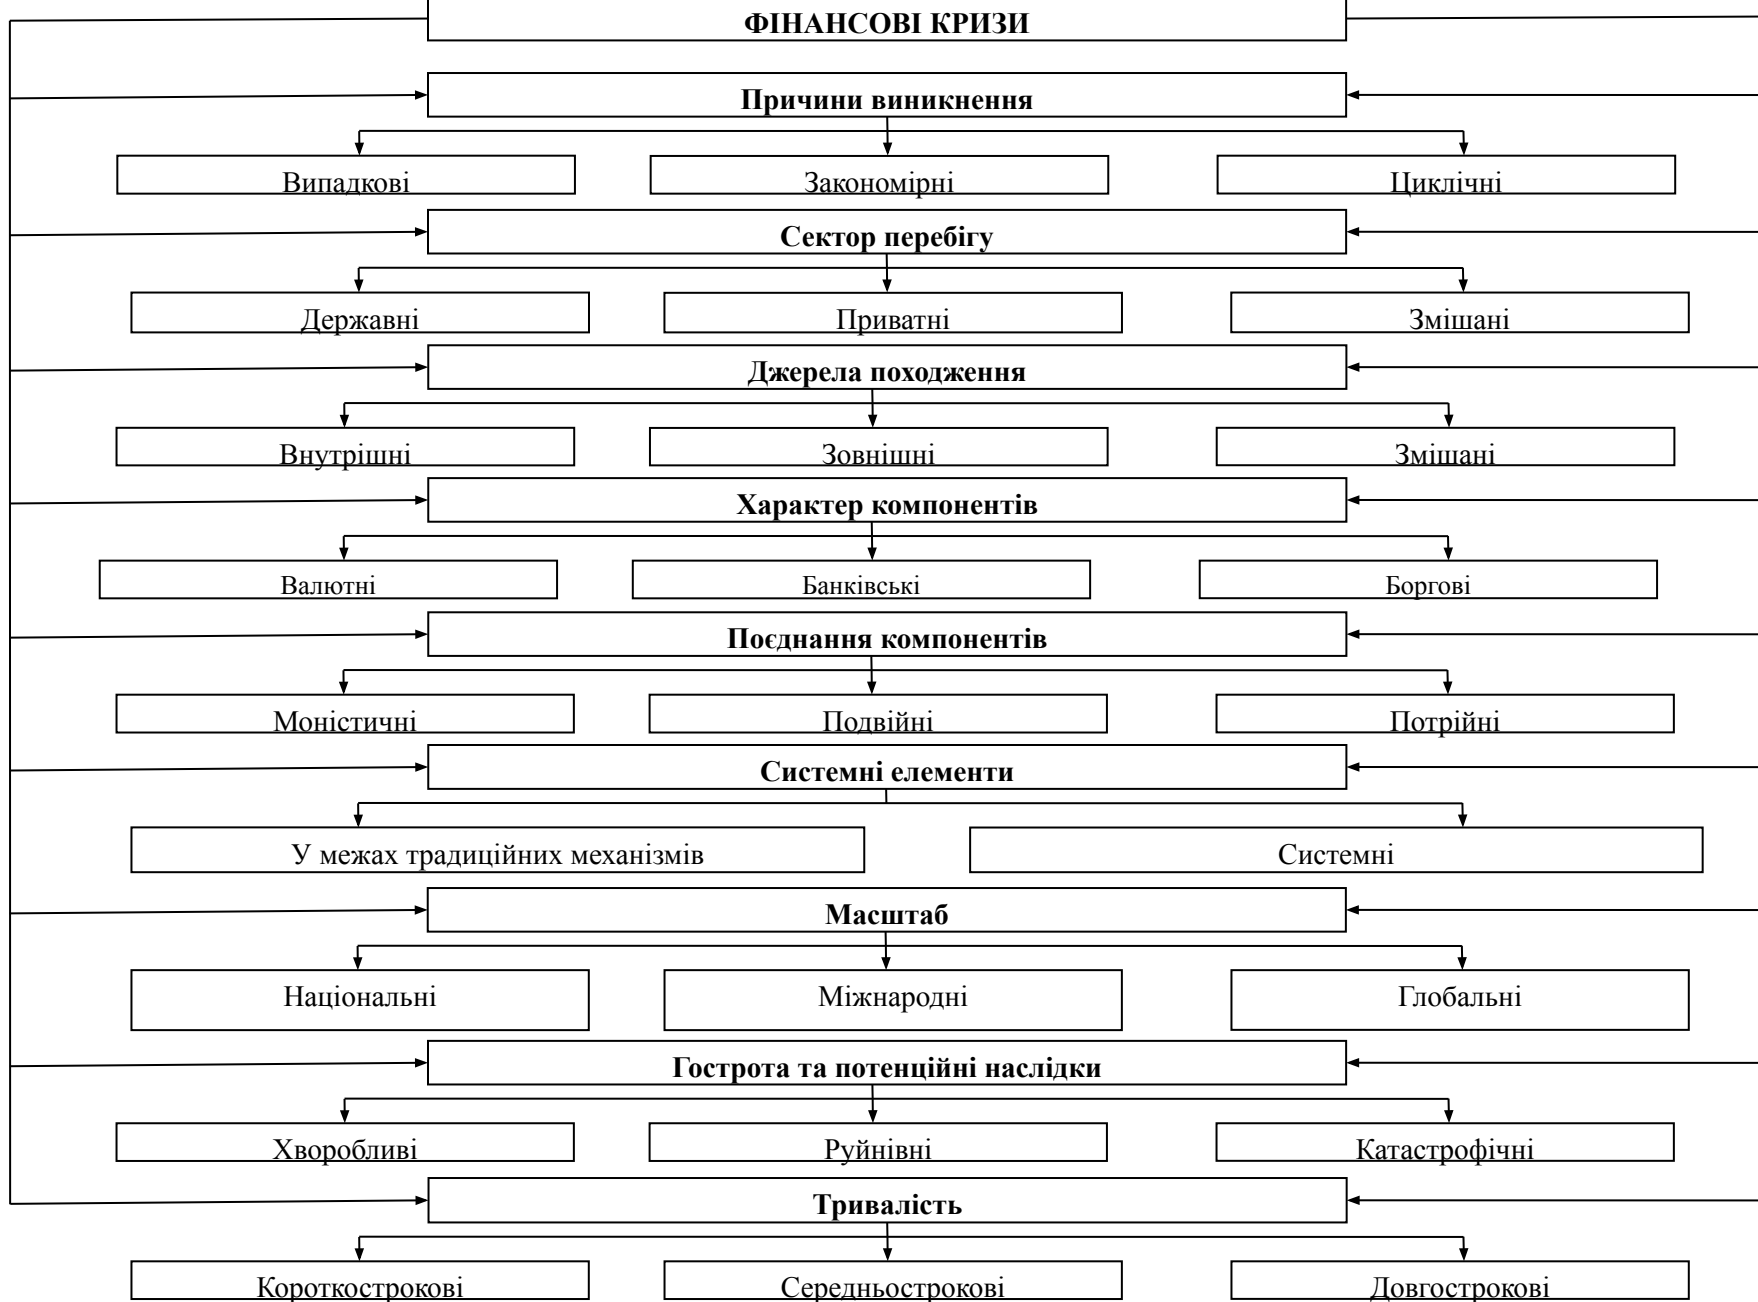 ФІНАНСОВІ КРИЗИ
Причини виникнення
Випадкові Закономірні Циклічні
Сектор перебігу
Державні Приватні Змішані
Джерела походження
Внутрішні Зовнішні Змішані
Характер компонентів
Валютні Банківські Боргові
Поєднання компонентів
Моністичні Подвійні Потрійні
Системні елементи
У межах традиційних механізмів Системні
Масштаб
Національні Міжнародні Глобальні
Гострота та потенційні наслідки
Хворобливі Руйнівні Катастрофічні
Тривалість
Короткострокові Середньострокові Довгострокові